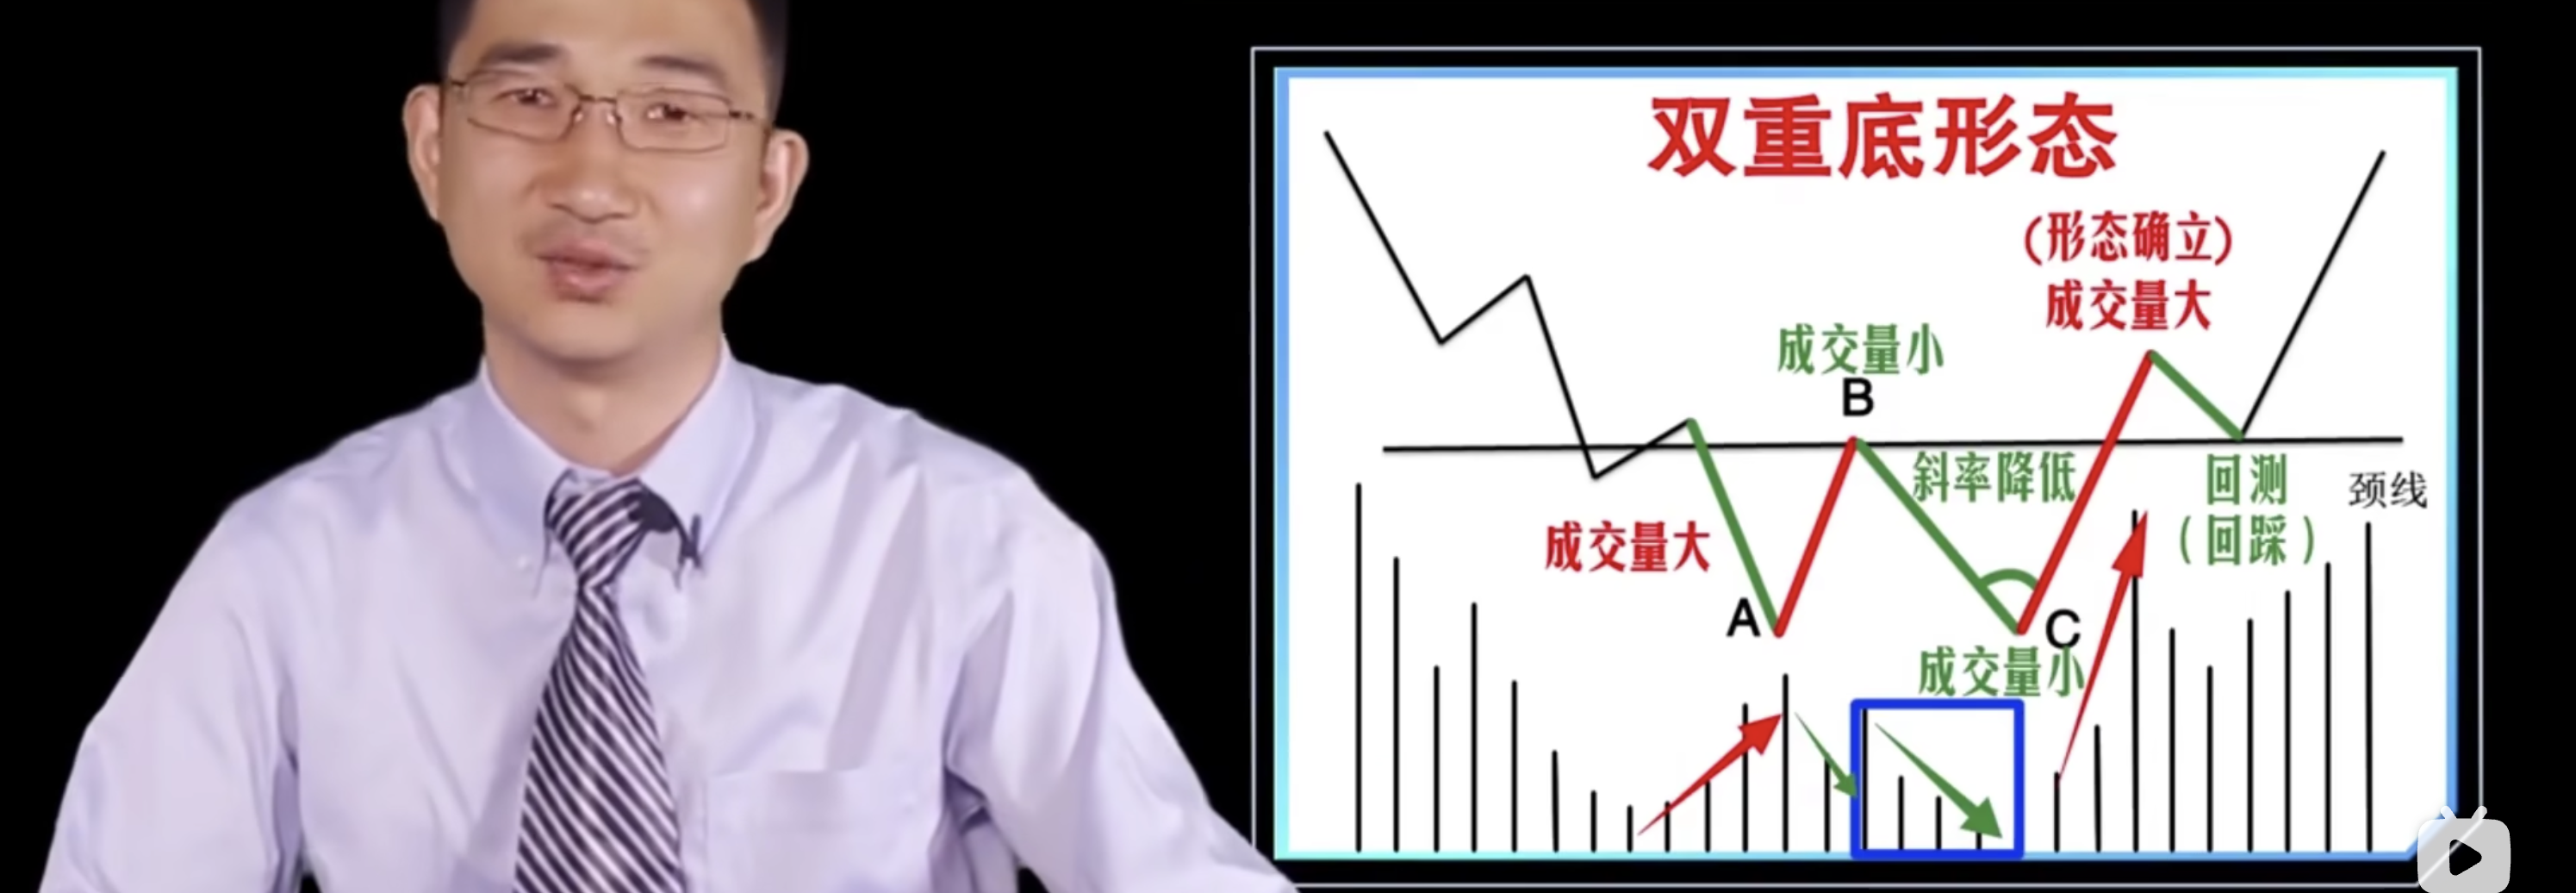 双重底形态
(形态确立)
成交量大
成交量小
B
斜率降低
回测
(回踩)
颈线
成交量大
A
C
成交量小